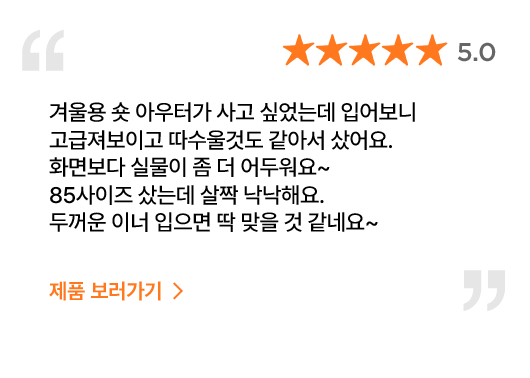 5.0
겨울용 숏 아우터가 사고 싶었는데 입어보니
고급져보이고 따수울것도 같아서 샀어요.
화면보다 실물이 좀 더 어두워요~
85사이즈 샀는데 살짝 낙낙해요.
두꺼운 이너 입으면 딱 맞을 것 같네요~
제품 보러가기 >